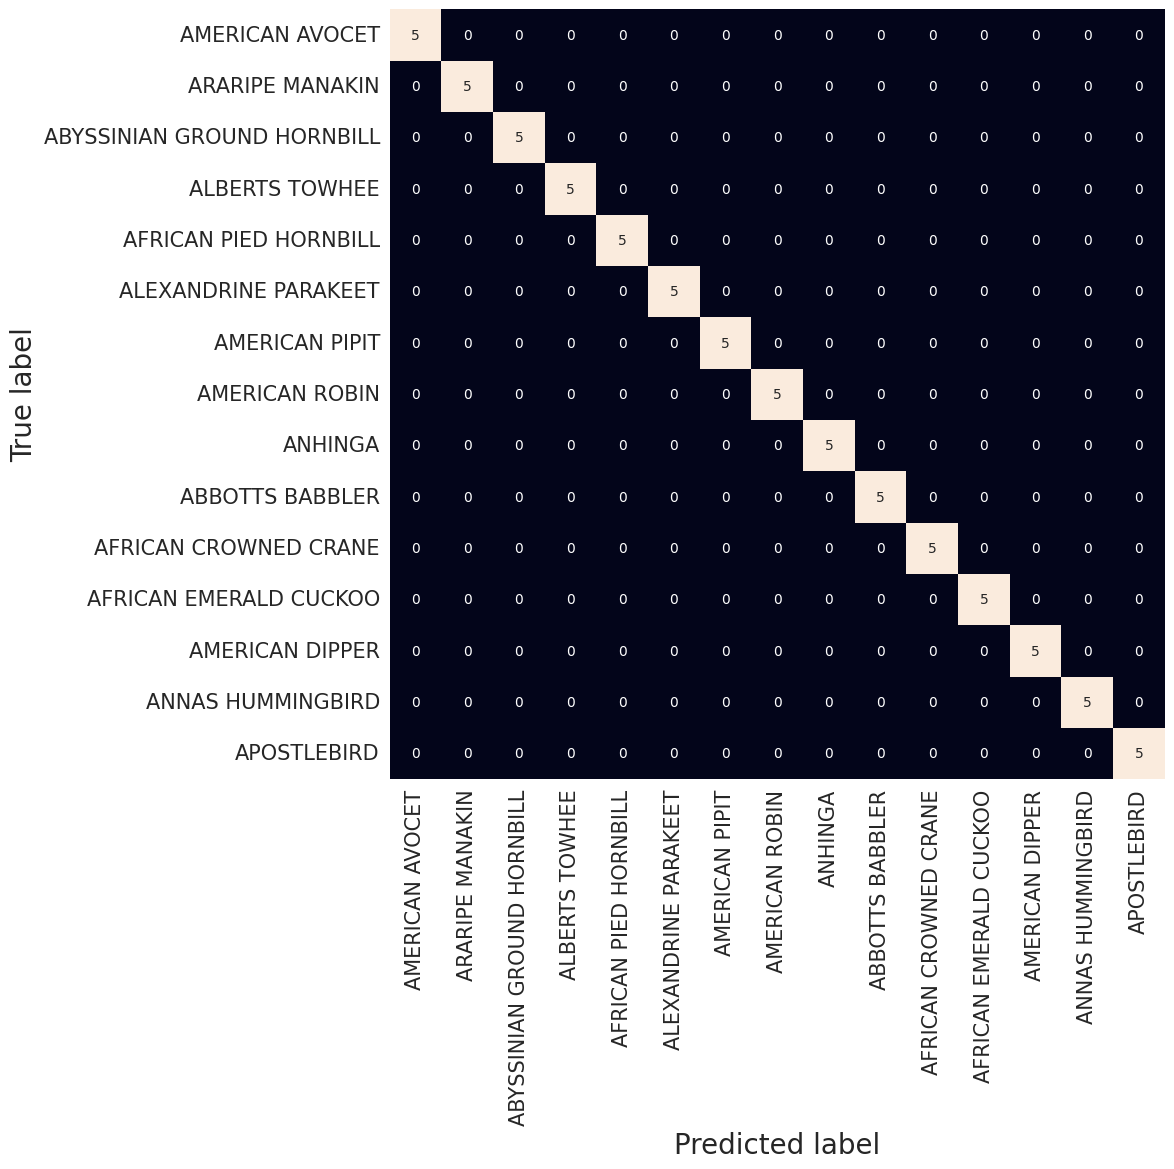 AMERICAN AVOCET 5 0 0 0 0 0 0 0 0 0 0 0 0 0 0
ARARIPE MANAKIN 0 5 0 0 0 0 0 0 0 0 0 0 0 0 0
ABYSSINIAN GROUND HORNBILL 0 0 5 0 0 0 0 0 0 0 0 0 0 0 0
ALBERTS TOWHEE 0 0 0 5 0 0 0 0 0 0 0 0 0 0 0
AFRICAN PIED HORNBILL 0 0 0 0 5 0 0 0 0 0 0 0 0 0 0
ALEXANDRINE PARAKEET 0 0 0 0 0 5 0 0 0 0 0 0 0 0 0
AMERICAN PIPIT 0 0 0 0 0 0 5 0 0 0 0 0 0 0 0
AMERICAN ROBIN 0 0 0 0 0 0 0 5 0 0 0 0 0 0 0
ANHINGA 0 0 0 0 0 0 0 0 5 0 0 0 0 0 0
ABBOTTS BABBLER 0 0 0 0 0 0 0 0 0 5 0 0 0 0 0
AFRICAN CROWNED CRANE 0 0 0 0 0 0 0 0 0 0 5 0 0 0 0
AFRICAN EMERALD CUCKOO 0 0 0 0 0 0 0 0 0 0 0 5 0 0 0
AMERICAN DIPPER 0 0 0 0 0 0 0 0 0 0 0 0 5 0 0
ANNAS HUMMINGBIRD 0 0 0 0 0 0 0 0 0 0 0 0 0 5 0
APOSTLEBIRD 0 0 0 0 0 0 0 0 0 0 0 0 0 0 5
True label
AMERICAN AVOCET
ARARIPE MANAKIN
ABYSSINIAN GROUND HORNBILL
ALBERTS TOWHEE
AFRICAN PIED HORNBILL
ALEXANDRINE PARAKEET
AMERICAN PIPIT
AMERICAN ROBIN
ANHINGA
ABBOTTS BABBLER
AFRICAN CROWNED CRANE
AFRICAN EMERALD CUCKOO
AMERICAN DIPPER
ANNAS HUMMINGBIRD
APOSTLEBIRD
Predicted label